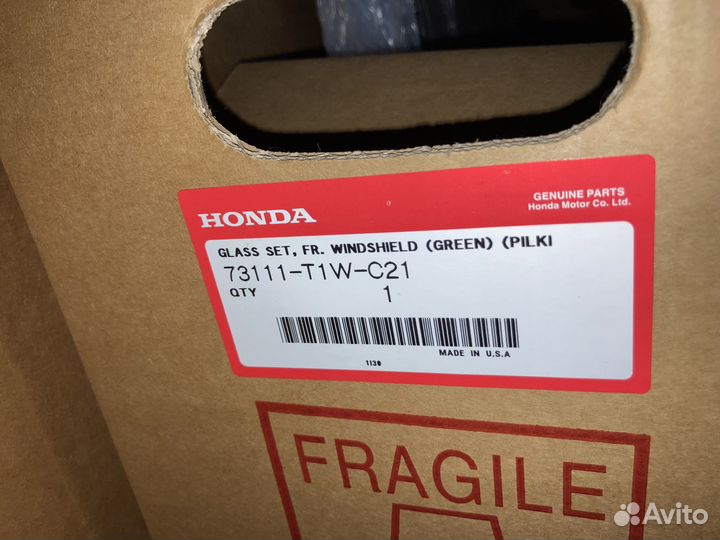 GENUINE PARTS
Honda Motor Co. Ltd.
HONDA
GLASS SET, FR. WINDSHIELD (GREEN) (PILKI
73111-T1W-C21
QTY 1
MADE IN U.S.A
1136
FRAGILE
Avito